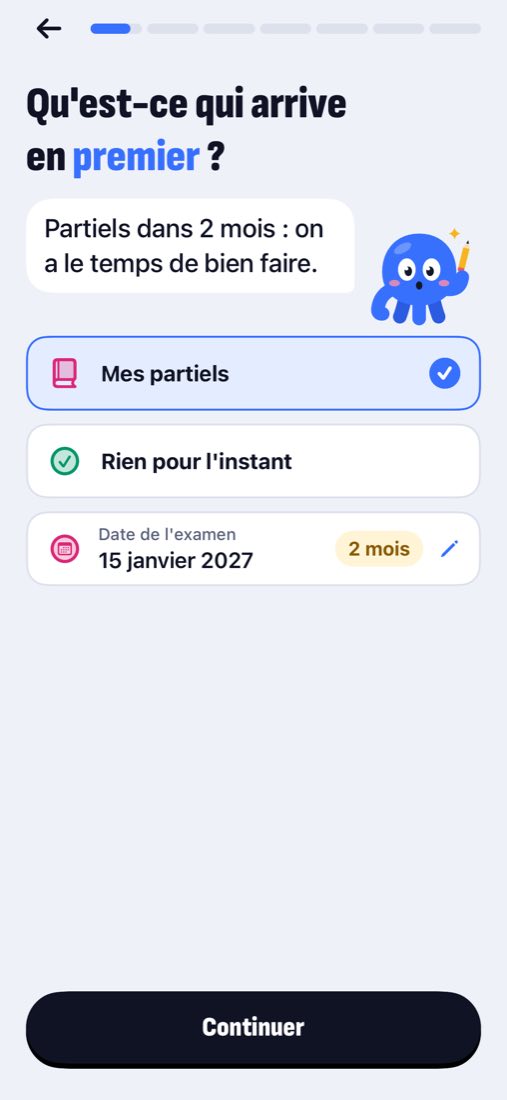 Qu'est-ce qui arrive
en premier ?
Partiels dans 2 mois : on
a le temps de bien faire.
Mes partiels
Rien pour l'instant
Date de l'examen
15 janvier 2027
2 mois
Continuer